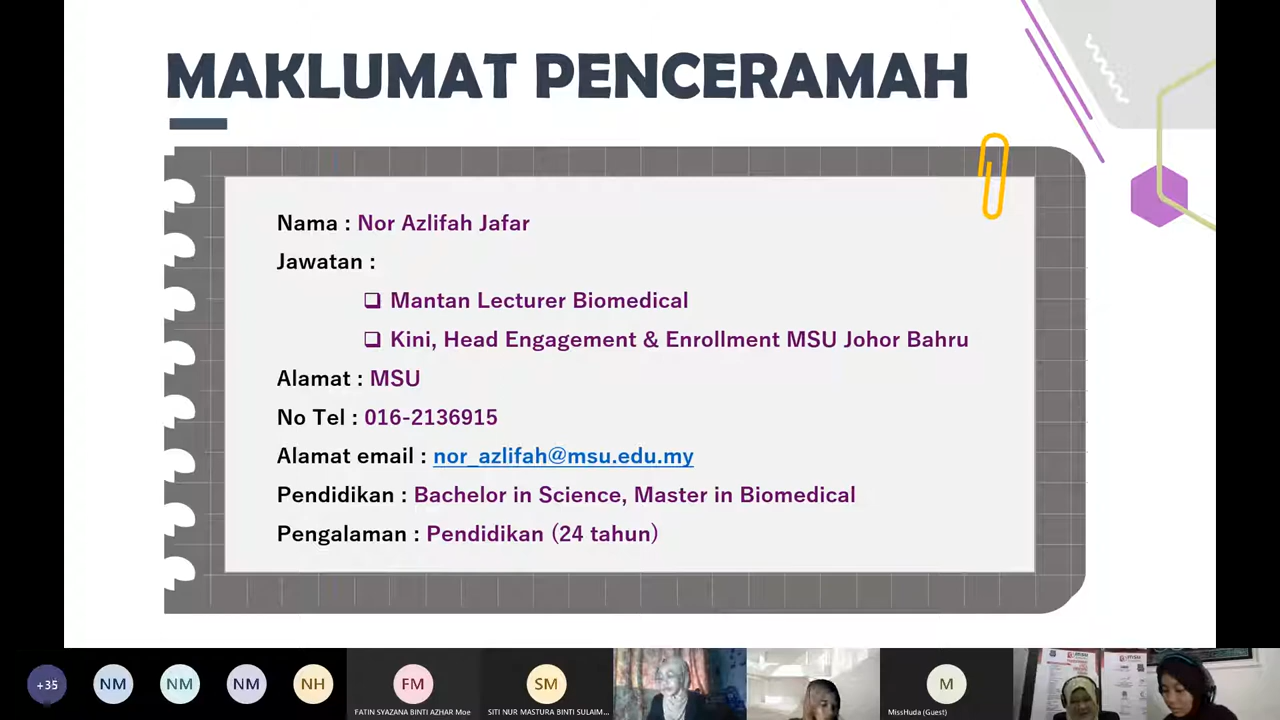 MAKLUMAT PENCERAMAH
Nama : Nor Azlifah Jafar
Jawatan :
❑ Mantan Lecturer Biomedical
❑ Kini, Head Engagement & Enrollment MSU Johor Bahru
Alamat : MSU
No Tel : 016-2136915
Alamat email : nor_azlifah@msu.edu.my
Pendidikan : Bachelor in Science, Master in Biomedical
Pengalaman : Pendidikan (24 tahun)
+35
NM
NM
NM
NH
FM
SM
M
FATIN SYAZANA BINTI AZHAR Moe
SITI NUR MASTURA BINTI SULAIM...
MissHuda (Guest)